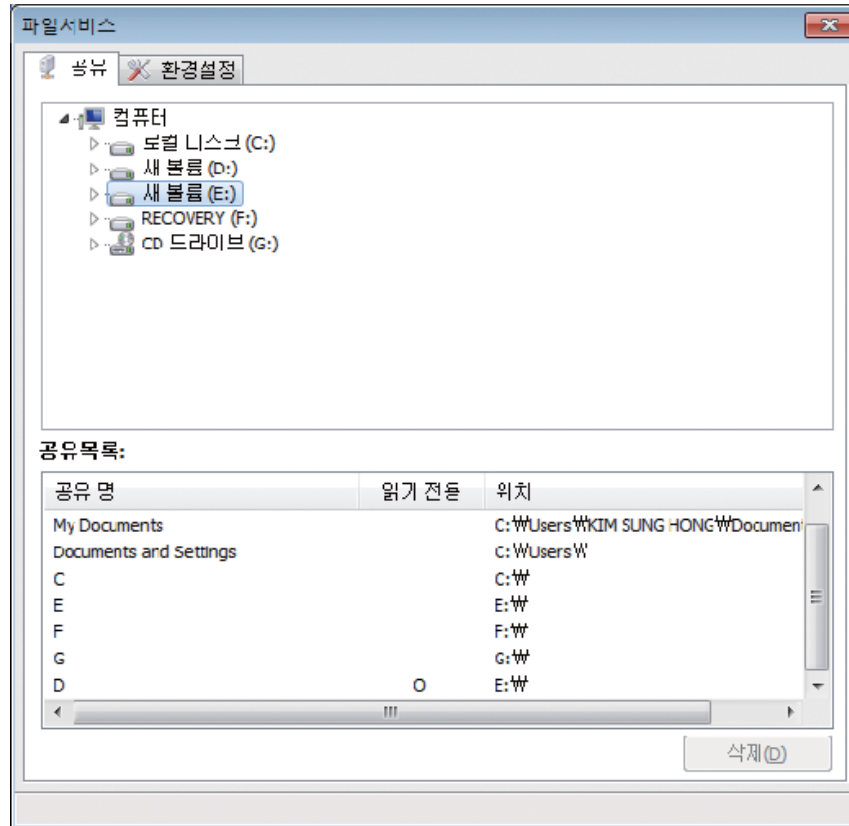 파일서비스
공유 환경설정
컴퓨터
로컬 디스크 (C:)
새 볼륨 (D:)
새 볼륨 (E:)
RECOVERY (F:)
CD 드라이브 (G:)
공유목록:
공유 명 읽기 전용 위치
My Documents C:₩Users₩KIM SUNG HONG₩Documen
Documents and Settings C:₩Users₩
C C:₩
E E:₩
F F:₩
G G:₩
D O E:₩
삭제(D)